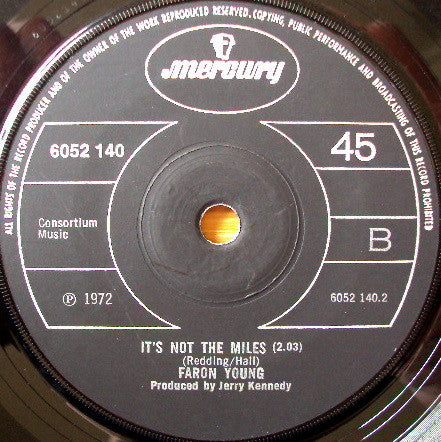 ALL RIGHTS OF THE RECORD PRODUCER AND OF THE OWNER OF THE WORK REPRODUCED RESERVED. COPYING, PUBLIC PERFORMANCE AND BROADCASTING OF THIS RECORD PROHIBITED
mercury
6052 140
45
Consortium
Music
B
℗ 1972
6052 140.2
IT'S NOT THE MILES (2.03)
(Redding/Hall)
FARON YOUNG
Produced by Jerry Kennedy